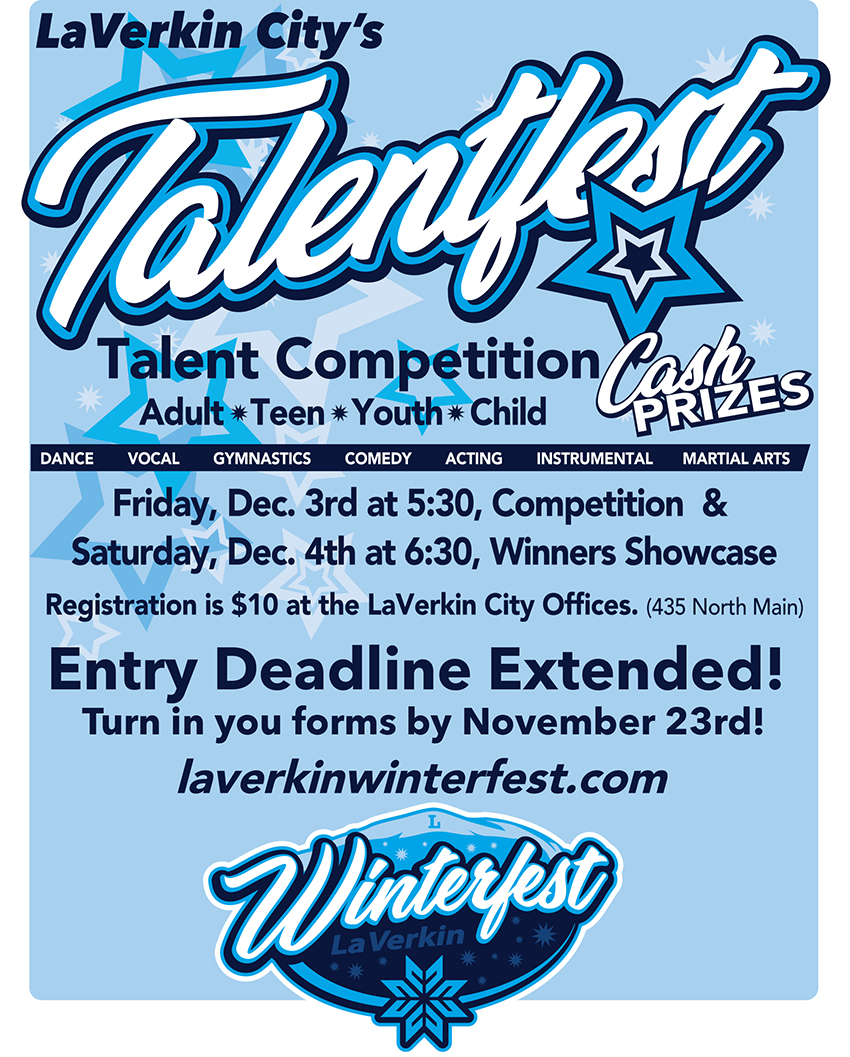 LaVerkin City's
Talentfest
Talent Competition
Cash
PRIZES
Adult * Teen * Youth * Child
DANCE VOCAL GYMNASTICS COMEDY ACTING INSTRUMENTAL MARTIAL ARTS
Friday, Dec. 3rd at 5:30, Competition &
Saturday, Dec. 4th at 6:30, Winners Showcase
Registration is $10 at the LaVerkin City Offices. (435 North Main)
Entry Deadline Extended!
Turn in you forms by November 23rd!
laverkinwinterfest.com
L
Winterfest
LaVerkin